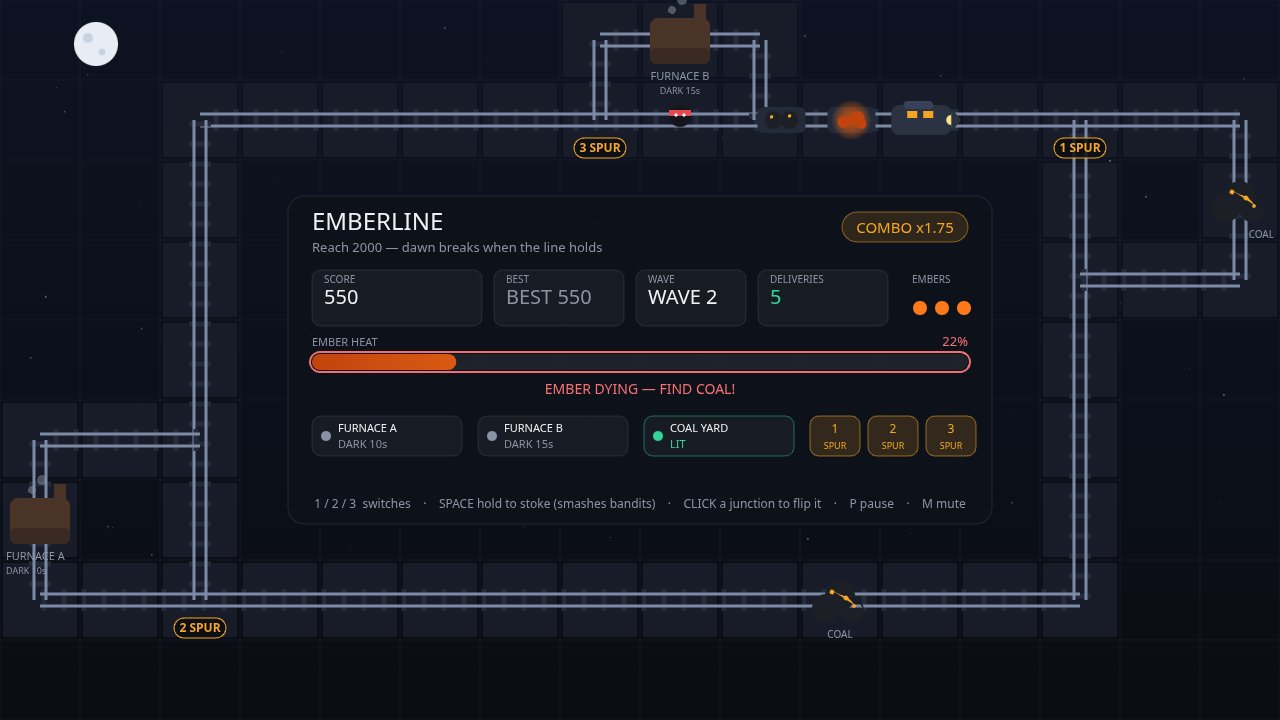 FURNACE B
DARK 15s
3 SPUR
1 SPUR
COAL
EMBERLINE
Reach 2000 — dawn breaks when the line holds
COMBO x1.75
SCORE
550
BEST
BEST 550
WAVE
WAVE 2
DELIVERIES
5
EMBERS
EMBER HEAT
22%
EMBER DYING — FIND COAL!
FURNACE A
DARK 10s
FURNACE B
DARK 15s
COAL YARD
LIT
1
SPUR
2
SPUR
3
SPUR
1 / 2 / 3 switches · SPACE hold to stoke (smashes bandits) · CLICK a junction to flip it · P pause · M mute
FURNACE A
DARK 10s
2 SPUR
COAL